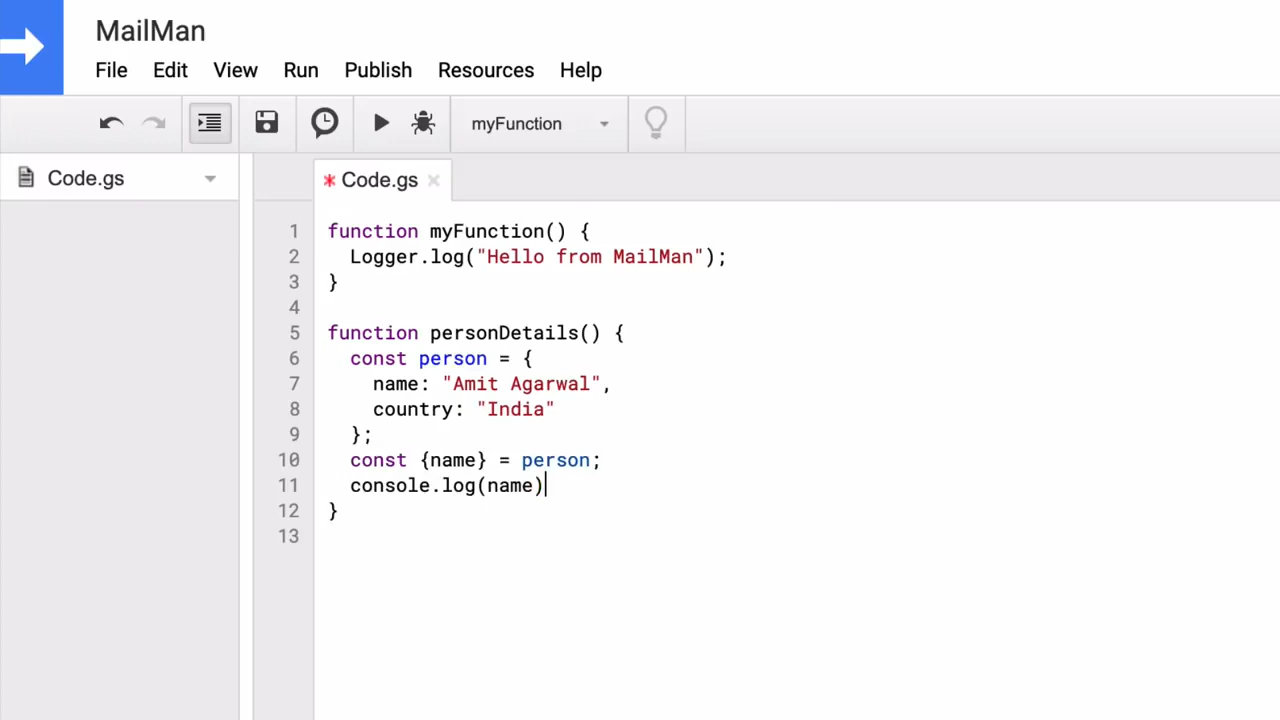 MailMan
File Edit View Run Publish Resources Help
myFunction
Code.gs
* Code.gs ×
1 function myFunction() {
2   Logger.log("Hello from MailMan");
3 }
4
5 function personDetails() {
6   const person = {
7     name: "Amit Agarwal",
8     country: "India"
9   };
10   const {name} = person;
11   console.log(name)
12 }
13